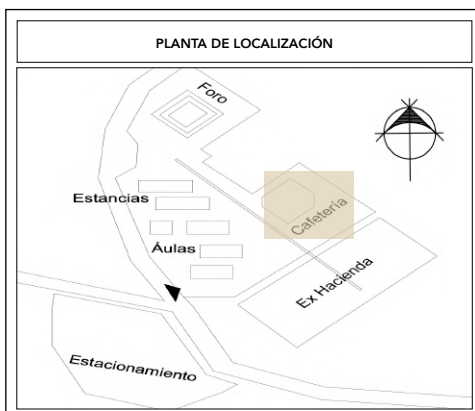 PLANTA DE LOCALIZACIÓN
Foro
Estancias
Cafetería
Áulas
Ex Hacienda
Estacionamiento